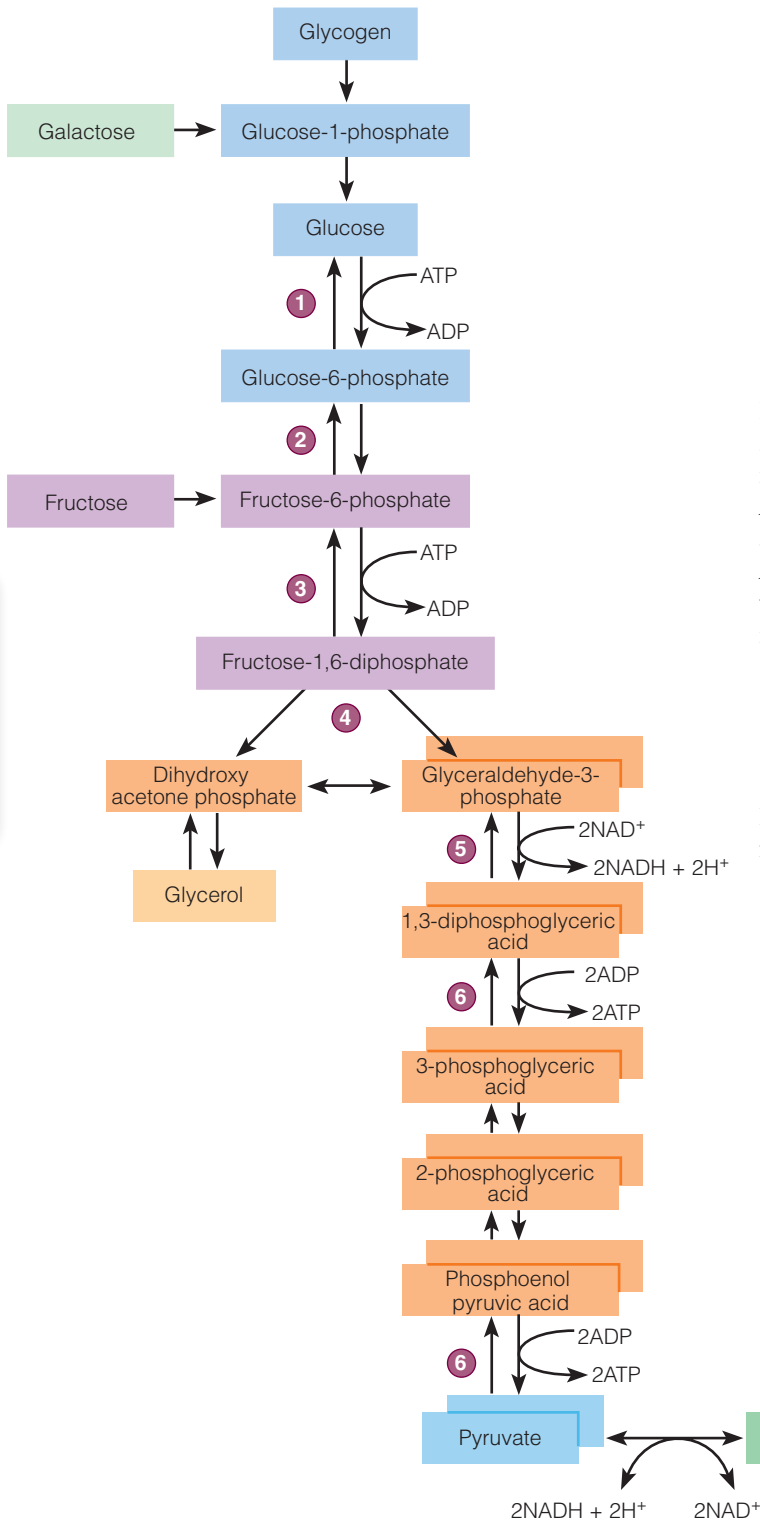 Glycogen
Galactose
Glucose-1-phosphate
Glucose
1
ATP
ADP
Glucose-6-phosphate
2
Fructose
Fructose-6-phosphate
3
ATP
ADP
Fructose-1,6-diphosphate
4
Dihydroxy
acetone phosphate
Glyceraldehyde-3-
phosphate
5
2NAD⁺
2NADH + 2H⁺
Glycerol
1,3-diphosphoglyceric
acid
6
2ADP
2ATP
3-phosphoglyceric
acid
2-phosphoglyceric
acid
Phosphoenol
pyruvic acid
6
2ADP
2ATP
Pyruvate
2NADH + 2H⁺
2NAD⁺